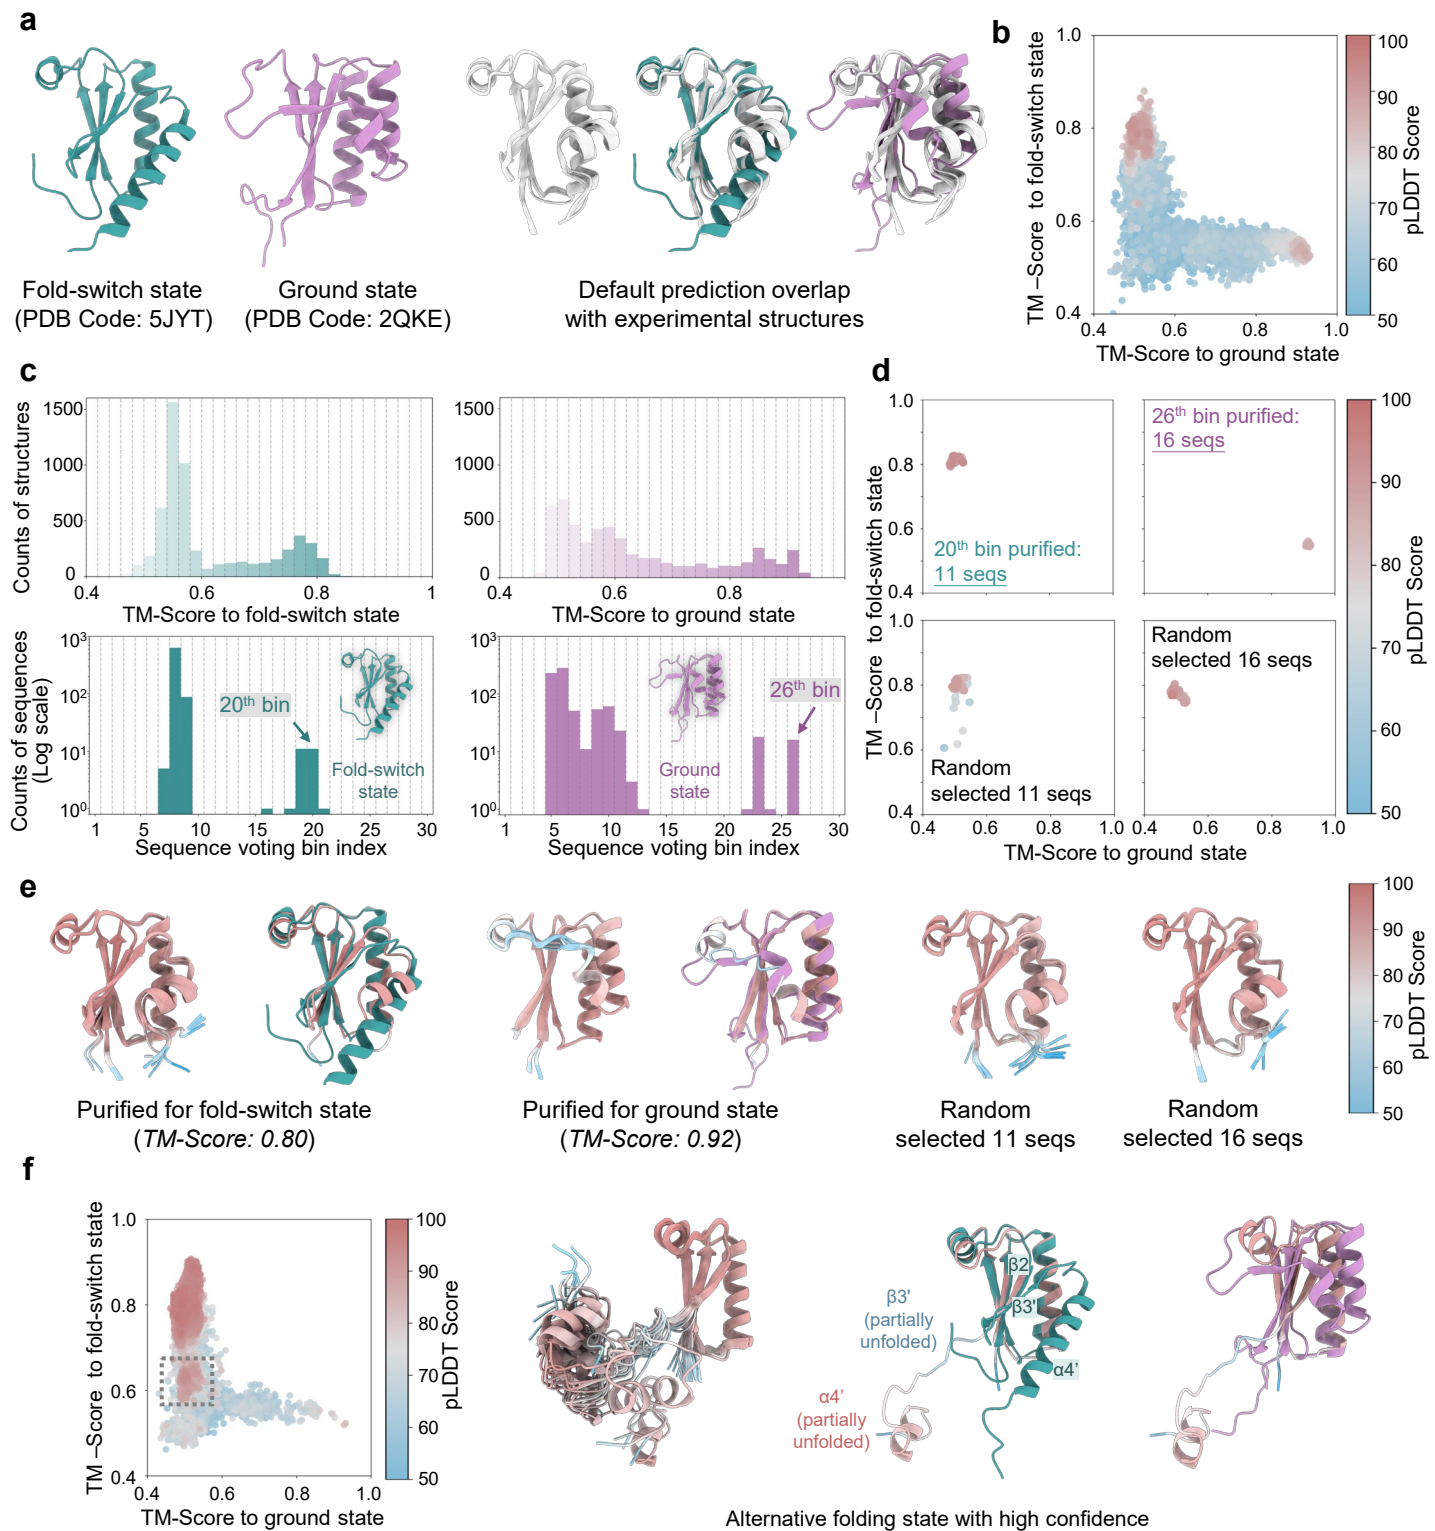 a
Fold-switch state
(PDB Code: 5JYT)
Ground state
(PDB Code: 2QKE)
Default prediction overlap
with experimental structures
b
TM –Score to fold-switch state
1.0
0.8
0.6
0.4
0.4 0.6 0.8 1.0
TM-Score to ground state
100
90
80
70
60
50
pLDDT Score
c
Counts of structures
1500
1000
500
0
0.4 0.6 0.8 1
TM-Score to fold-switch state
1500
1000
500
0
0.4 0.6 0.8
TM-Score to ground state
Counts of sequences
(Log scale)
10³
10²
10¹
10⁰
20th bin
Fold-switch
state
1 5 10 15 20 25 30
Sequence voting bin index
10³
10²
10¹
10⁰
26th bin
Ground
state
1 5 10 15 20 25 30
Sequence voting bin index
d
TM –Score to fold-switch state
1.0
0.8
0.6
0.4
20th bin purified:
11 seqs
26th bin purified:
16 seqs
1.0
0.8
0.6
0.4
Random
selected 11 seqs
Random
selected 16 seqs
0.4 0.6 0.8 1.0
0.4 0.6 0.8 1.0
TM-Score to ground state
100
90
80
70
60
50
pLDDT Score
e
Purified for fold-switch state
(TM-Score: 0.80)
Purified for ground state
(TM-Score: 0.92)
Random
selected 11 seqs
Random
selected 16 seqs
100
90
80
70
60
50
pLDDT Score
f
TM –Score to fold-switch state
1.0
0.8
0.6
0.4
0.4 0.6 0.8 1.0
TM-Score to ground state
100
90
80
70
60
50
pLDDT Score
β3'
(partially
unfolded)
α4'
(partially
unfolded)
β2
β3'
α4'
Alternative folding state with high confidence